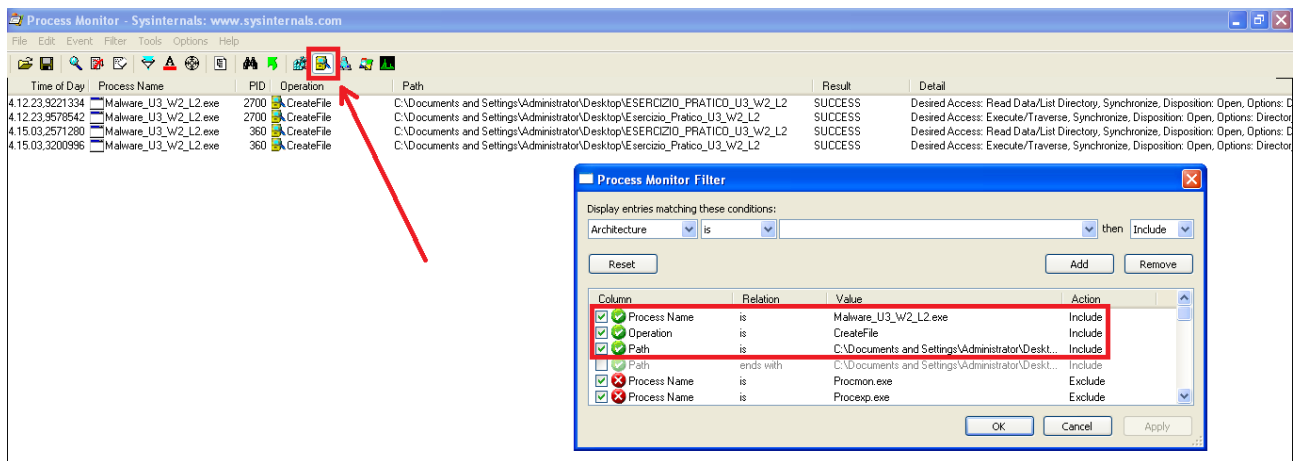 Process Monitor - Sysinternals: www.sysinternals.com
File Edit Event Filter Tools Options Help
Time of Day Process Name PID Operation Path Result Detail
4.12.23,9221334 Malware_U3_W2_L2.exe 2700 CreateFile C:\Documents and Settings\Administrator\Desktop\ESERCIZIO_PRATICO_U3_W2_L2 SUCCESS Desired Access: Read Data/List Directory, Synchronize, Disposition: Open, Options: D
4.12.23,9578542 Malware_U3_W2_L2.exe 2700 CreateFile C:\Documents and Settings\Administrator\Desktop\Esercizio_Pratico_U3_W2_L2 SUCCESS Desired Access: Execute/Traverse, Synchronize, Disposition: Open, Options: Director
4.15.03,2571280 Malware_U3_W2_L2.exe 360 CreateFile C:\Documents and Settings\Administrator\Desktop\ESERCIZIO_PRATICO_U3_W2_L2 SUCCESS Desired Access: Read Data/List Directory, Synchronize, Disposition: Open, Options: D
4.15.03,3200996 Malware_U3_W2_L2.exe 360 CreateFile C:\Documents and Settings\Administrator\Desktop\Esercizio_Pratico_U3_W2_L2 SUCCESS Desired Access: Execute/Traverse, Synchronize, Disposition: Open, Options: Director
Process Monitor Filter
Display entries matching these conditions:
Architecture is then Include
Reset Add Remove
Column Relation Value Action
Process Name is Malware_U3_W2_L2.exe Include
Operation is CreateFile Include
Path is C:\Documents and Settings\Administrator\Deskt... Include
Path ends with C:\Documents and Settings\Administrator\Deskt... Include
Process Name is Procmon.exe Exclude
Process Name is Procexp.exe Exclude
OK Cancel Apply